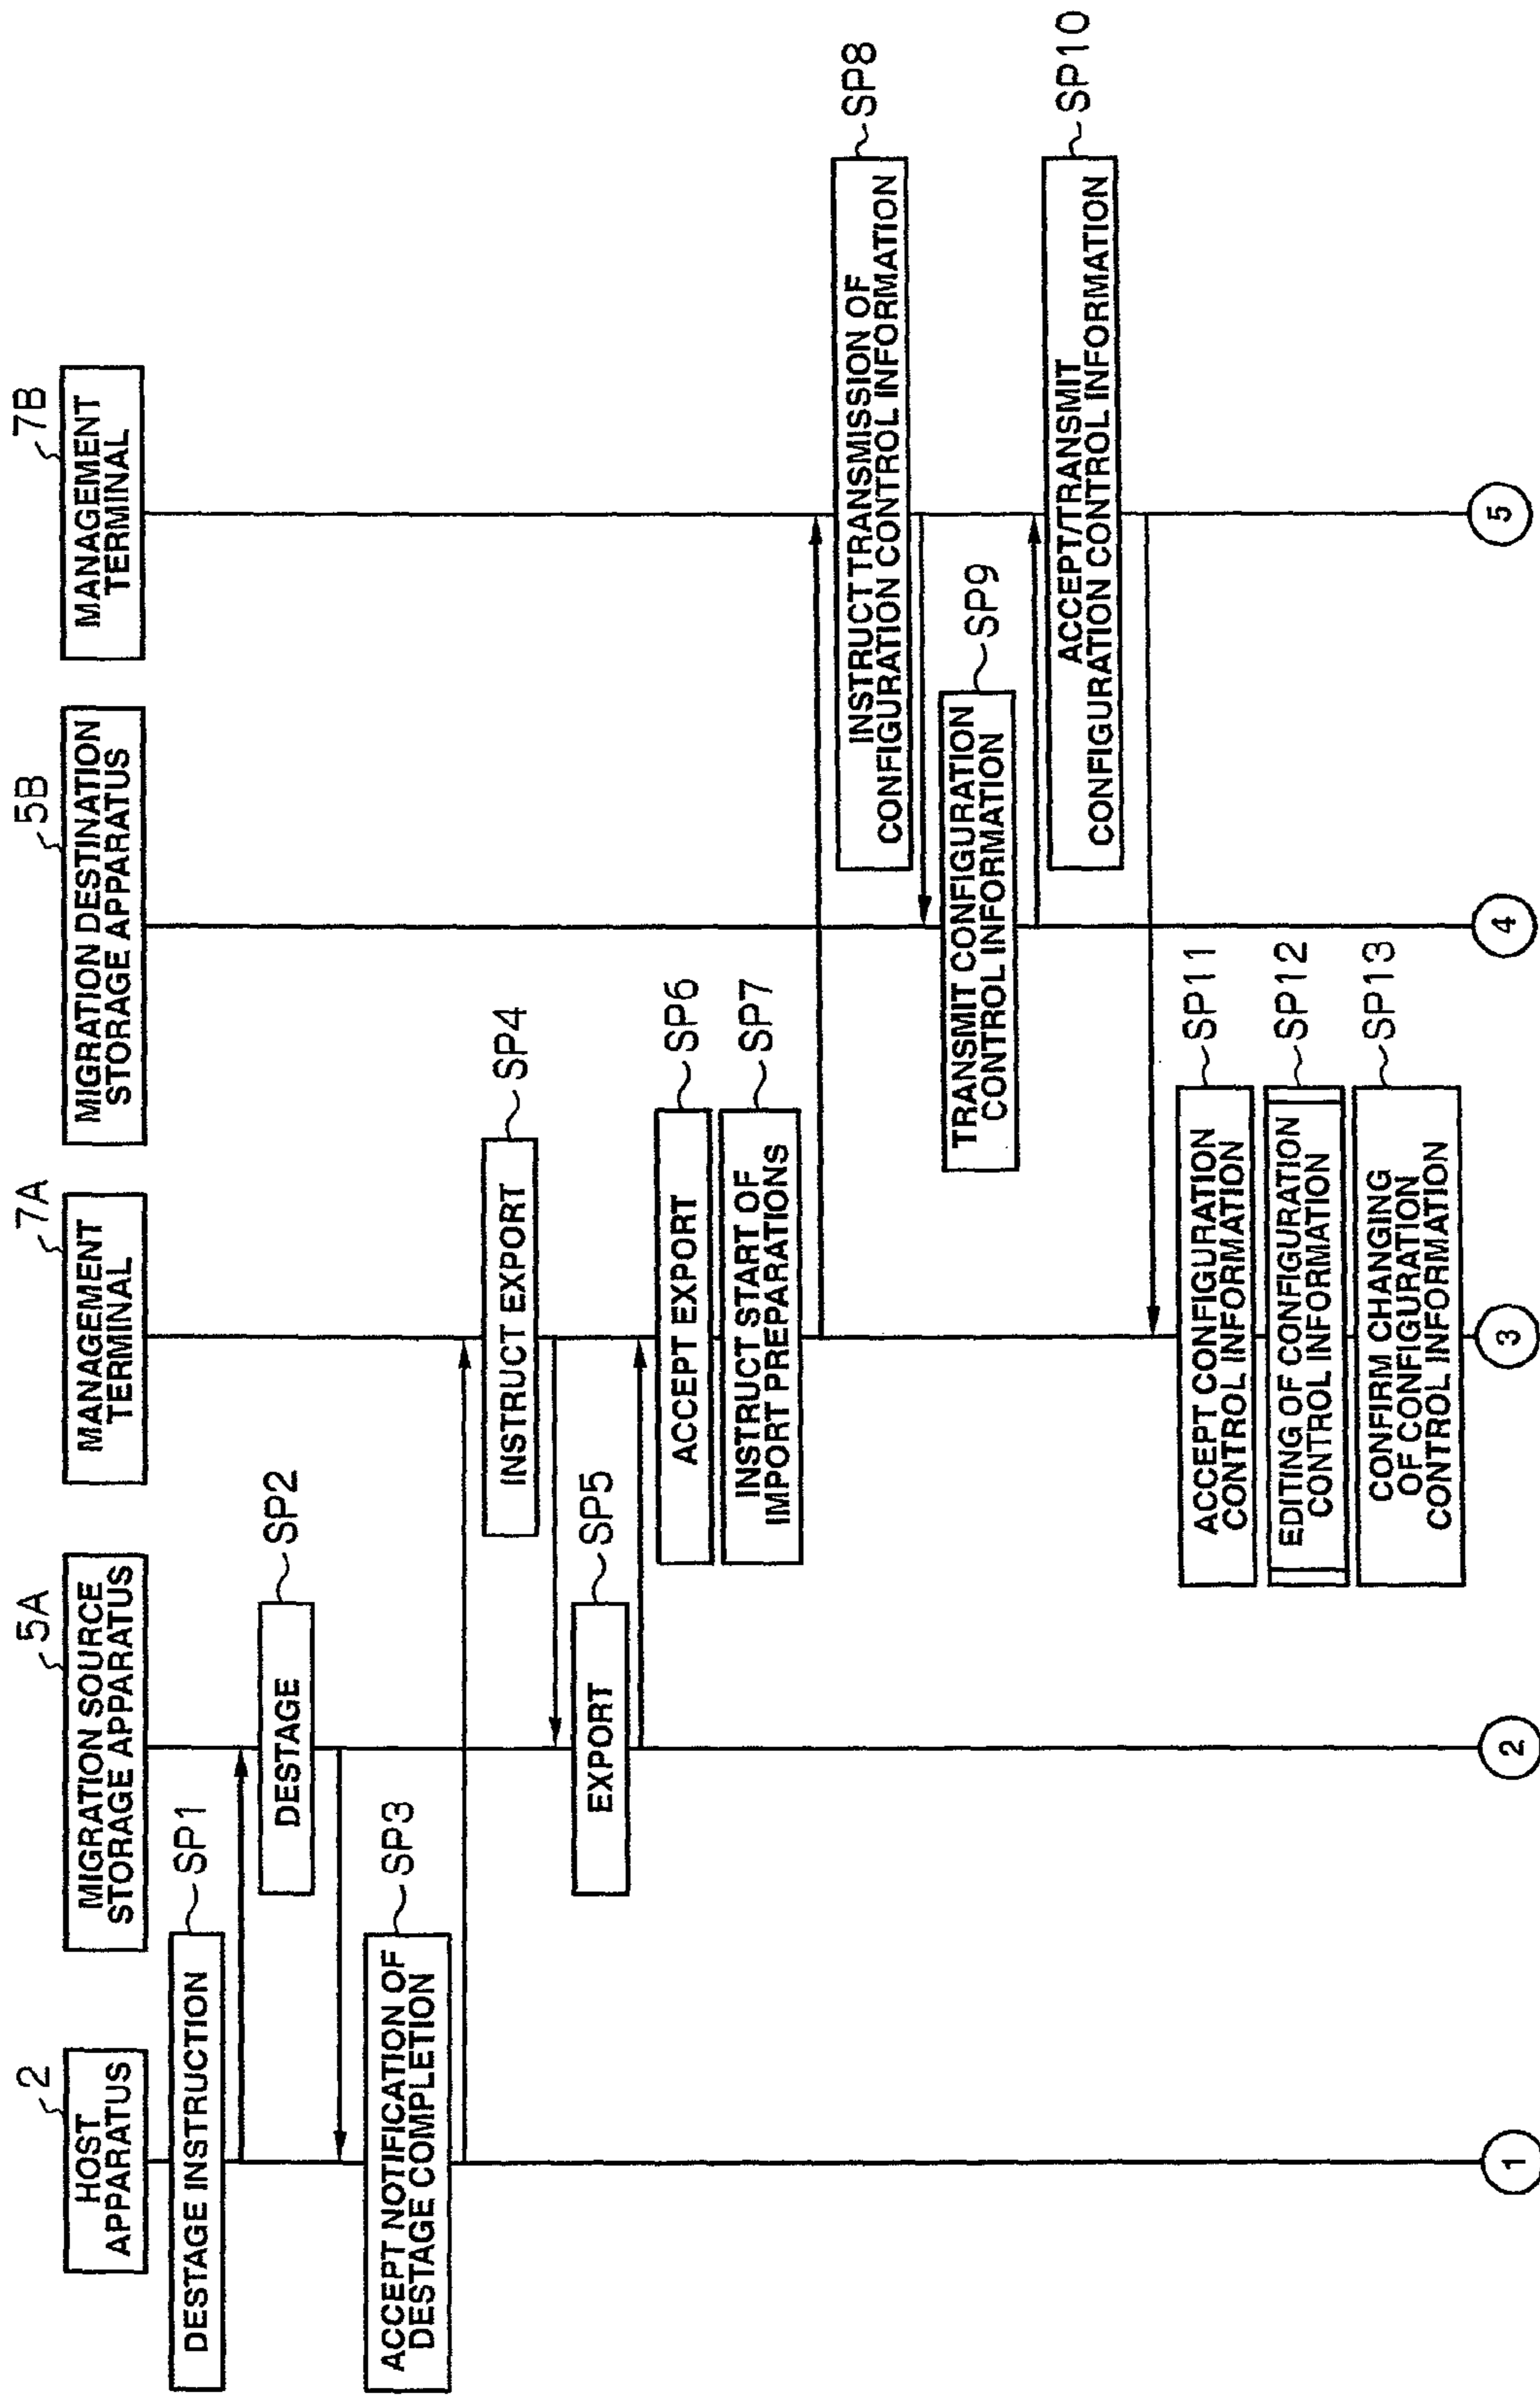 2
HOST
APPARATUS
5A
MIGRATION SOURCE
STORAGE APPARATUS
7A
MANAGEMENT
TERMINAL
5B
MIGRATION DESTINATION
STORAGE APPARATUS
7B
MANAGEMENT
TERMINAL
DESTAGE INSTRUCTION
SP1
DESTAGE
SP2
ACCEPT NOTIFICATION OF
DESTAGE COMPLETION
SP3
INSTRUCT EXPORT
SP4
EXPORT
SP5
ACCEPT EXPORT
SP6
INSTRUCT START OF
IMPORT PREPARATIONS
SP7
INSTRUCT TRANSMISSION OF
CONFIGURATION CONTROL INFORMATION
SP8
TRANSMIT CONFIGURATION
CONTROL INFORMATION
SP9
ACCEPT/TRANSMIT
CONFIGURATION CONTROL INFORMATION
SP10
ACCEPT CONFIGURATION
CONTROL INFORMATION
SP11
EDITING OF CONFIGURATION
CONTROL INFORMATION
SP12
CONFIRM CHANGING
OF CONFIGURATION
CONTROL INFORMATION
SP13
1
2
3
4
5